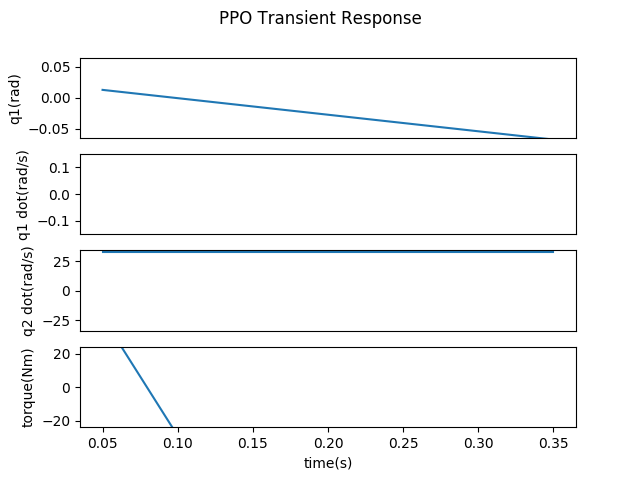 PPO Transient Response
q1(rad)
0.05
0.00
−0.05
q1 dot(rad/s)
0.1
0.0
−0.1
q2 dot(rad/s)
25
0
−25
torque(Nm)
20
0
−20
0.05 0.10 0.15 0.20 0.25 0.30 0.35
time(s)